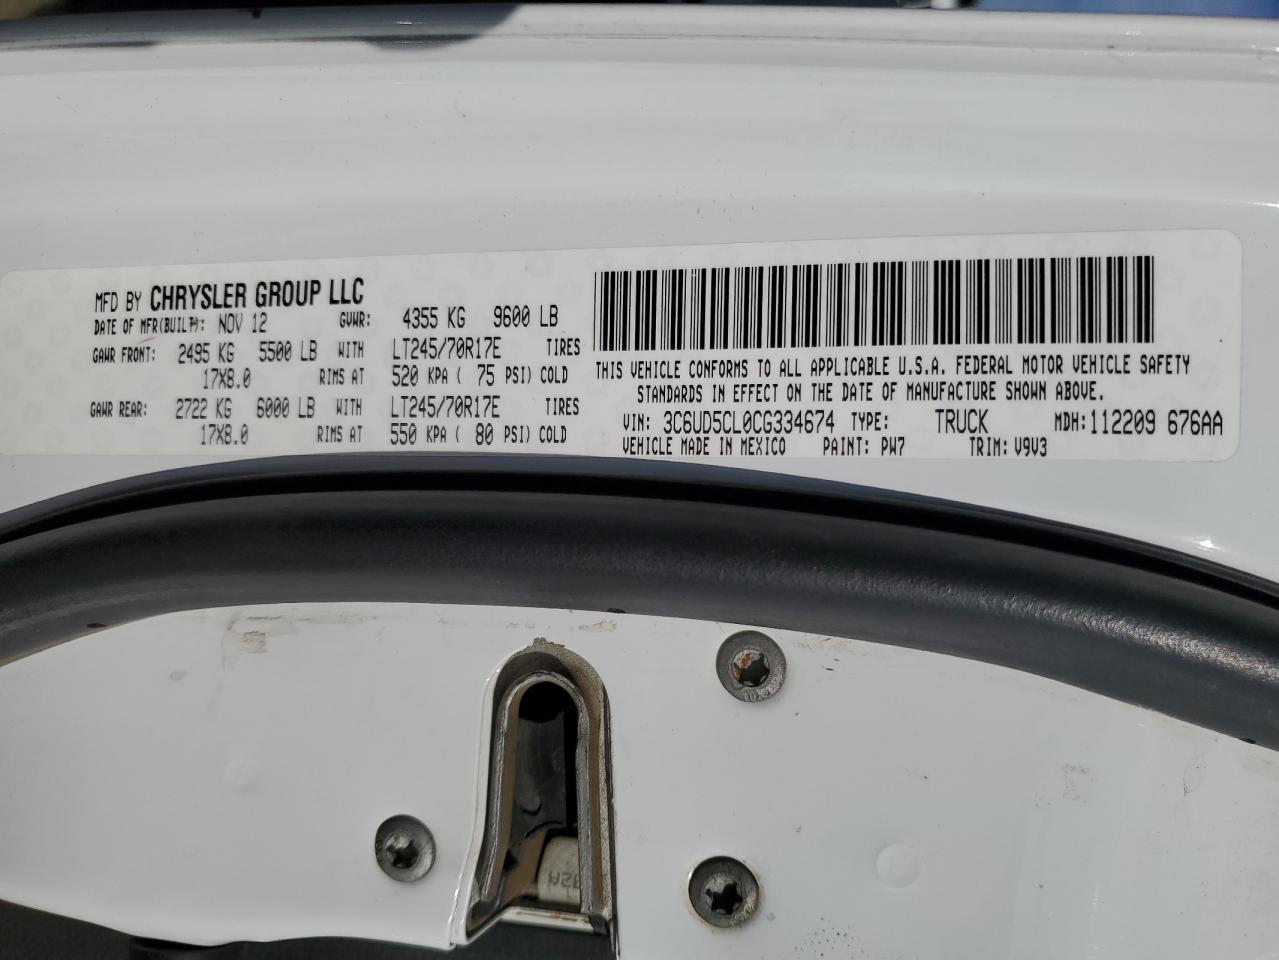 MFD BY CHRYSLER GROUP LLC
DATE OF MFR(BUILT): NOV 12 GVWR: 4355 KG 9600 LB
GAWR FRONT: 2495 KG 5500 LB WITH LT245/70R17E TIRES
17X8.0 RIMS AT 520 KPA ( 75 PSI) COLD
GAWR REAR: 2722 KG 6000 LB WITH LT245/70R17E TIRES
17X8.0 RIMS AT 550 KPA ( 80 PSI) COLD
THIS VEHICLE CONFORMS TO ALL APPLICABLE U.S.A. FEDERAL MOTOR VEHICLE SAFETY
STANDARDS IN EFFECT ON THE DATE OF MANUFACTURE SHOWN ABOVE.
VIN: 3C6UD5CL0CG334674 TYPE: TRUCK MDH:112209 676AA
VEHICLE MADE IN MEXICO PAINT: PW7 TRIM: V9V3